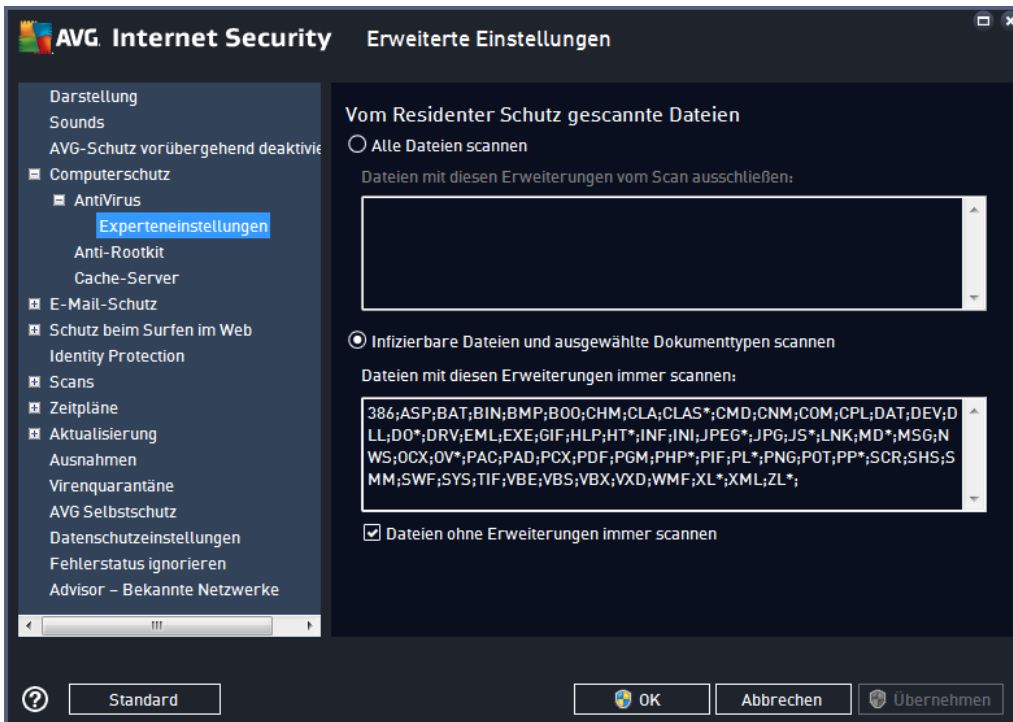 AVG. Internet Security Erweiterte Einstellungen
Darstellung
Sounds
AVG-Schutz vorübergehend deaktivie
Computerschutz
AntiVirus
Experteneinstellungen
Anti-Rootkit
Cache-Server
E-Mail-Schutz
Schutz beim Surfen im Web
Identity Protection
Scans
Zeitpläne
Aktualisierung
Ausnahmen
Virenquarantäne
AVG Selbstschutz
Datenschutzeinstellungen
Fehlerstatus ignorieren
Advisor – Bekannte Netzwerke
Vom Residenter Schutz gescannte Dateien
Alle Dateien scannen
Dateien mit diesen Erweiterungen vom Scan ausschließen:
Infizierbare Dateien und ausgewählte Dokumenttypen scannen
Dateien mit diesen Erweiterungen immer scannen:
386;ASP;BAT;BIN;BMP;BOO;CHM;CLA;CLAS*;CMD;CNM;COM;CPL;DAT;DEV;D
LL;DO*;DRV;EML;EXE;GIF;HLP;HT*;INF;INI;JPEG*;JPG;JS*;LNK;MD*;MSG;N
WS;OCX;OV*;PAC;PAD;PCX;PDF;PGM;PHP*;PIF;PL*;PNG;POT;PP*;SCR;SHS;S
MM;SWF;SYS;TIF;VBE;VBS;VBX;VXD;WMF;XL*;XML;ZL*;
Dateien ohne Erweiterungen immer scannen
? Standard OK Abbrechen Übernehmen